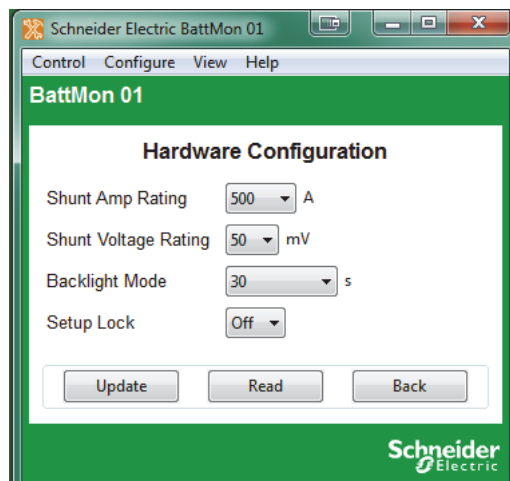 Schneider Electric BattMon 01
Control Configure View Help
BattMon 01
Hardware Configuration
Shunt Amp Rating 500 A
Shunt Voltage Rating 50 mV
Backlight Mode 30 s
Setup Lock Off
Update Read Back
Schneider
Electric